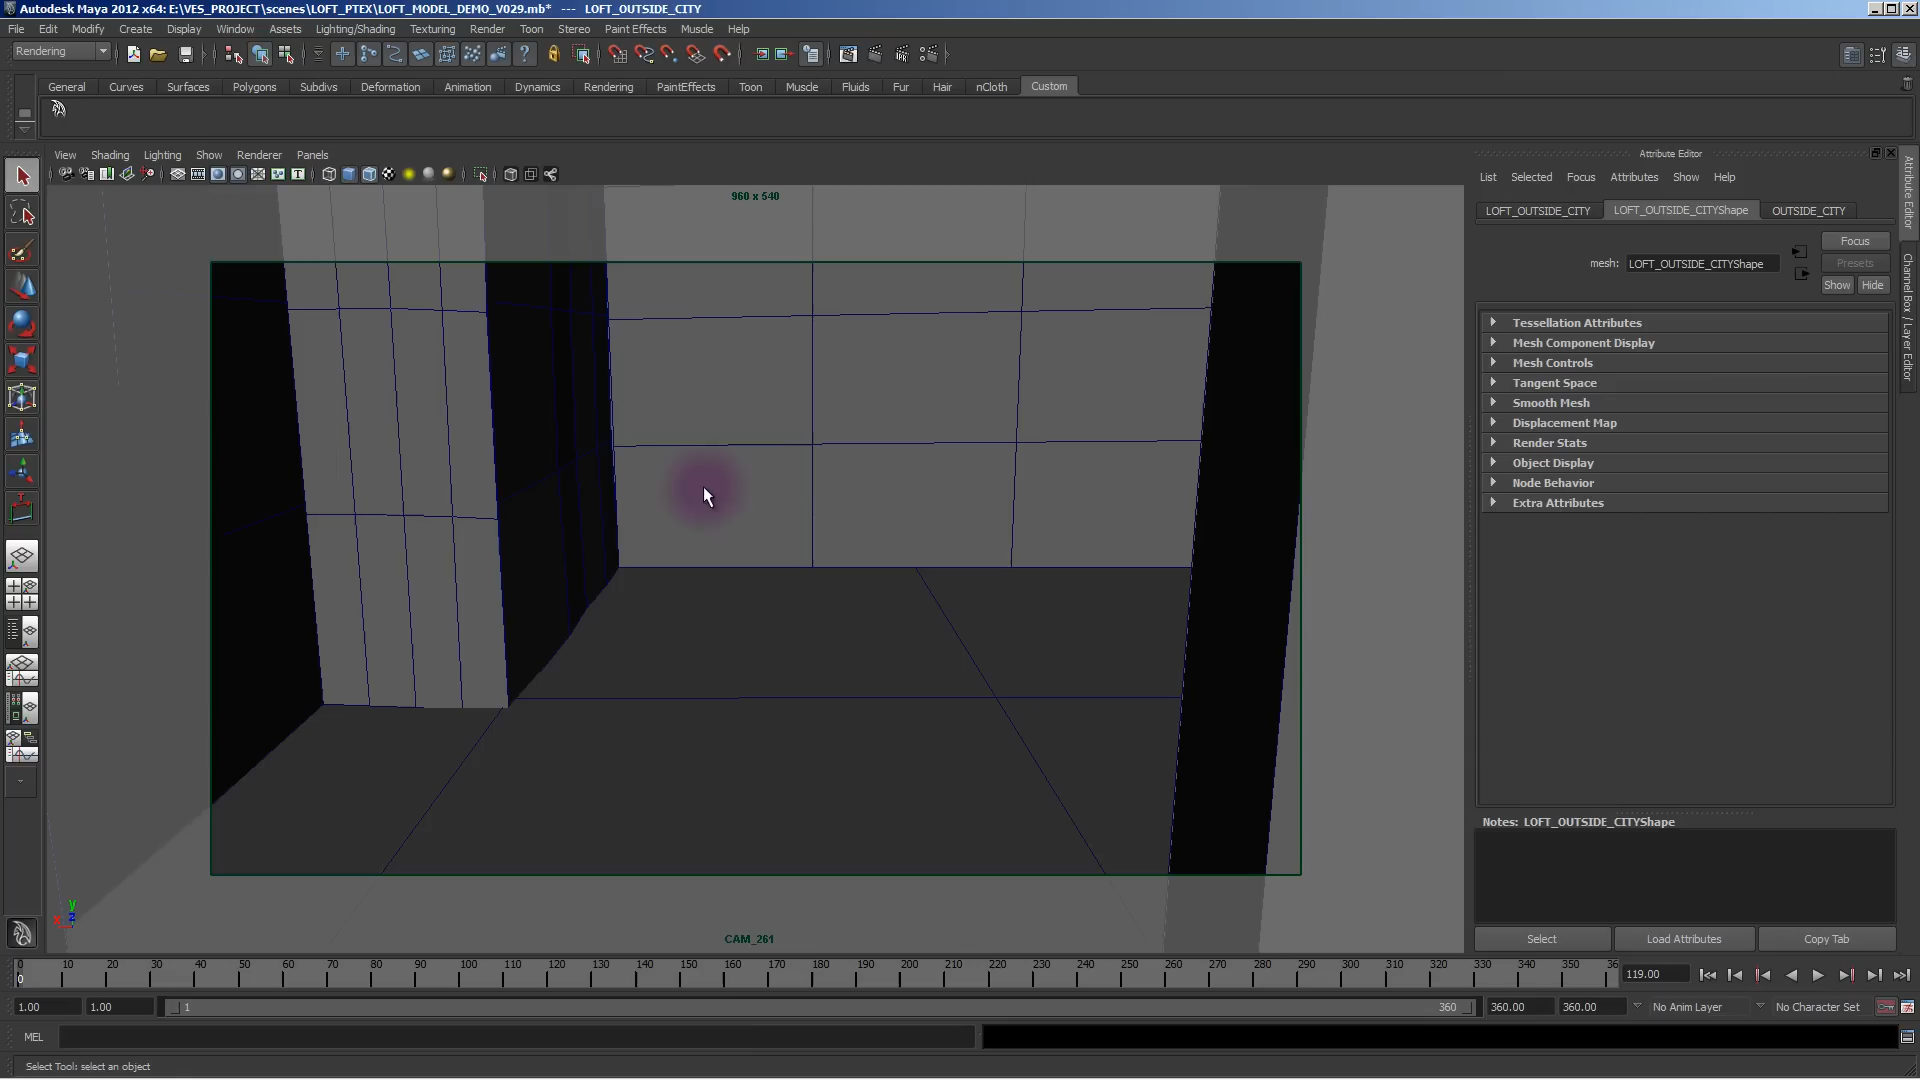 Autodesk Maya 2012 x64: E:\VES_PROJECT\scenes\LOFT_PTEX\LOFT_MODEL_DEMO_V029.mb* --- LOFT_OUTSIDE_CITY
File Edit Modify Create Display Window Assets Lighting/Shading Texturing Render Toon Stereo Paint Effects Muscle Help
Rendering
General Curves Surfaces Polygons Subdivs Deformation Animation Dynamics Rendering PaintEffects Toon Muscle Fluids Fur Hair nCloth Custom
View Shading Lighting Show Renderer Panels
960 x 540
CAM_261
y
x z
Attribute Editor
List Selected Focus Attributes Show Help
LOFT_OUTSIDE_CITY LOFT_OUTSIDE_CITYShape OUTSIDE_CITY
Focus
mesh: LOFT_OUTSIDE_CITYShape
Presets
Show Hide
Tessellation Attributes
Mesh Component Display
Mesh Controls
Tangent Space
Smooth Mesh
Displacement Map
Render Stats
Object Display
Node Behavior
Extra Attributes
Notes: LOFT_OUTSIDE_CITYShape
Select Load Attributes Copy Tab
Attribute Editor
Channel Box / Layer Editor
0 10 20 30 40 50 60 70 80 90 100 110 120 130 140 150 160 170 180 190 200 210 220 230 240 250 260 270 280 290 300 310 320 330 340 350 36
0
119.00
1.00 1.00 1 360 360.00 360.00 No Anim Layer No Character Set
MEL
Select Tool: select an object